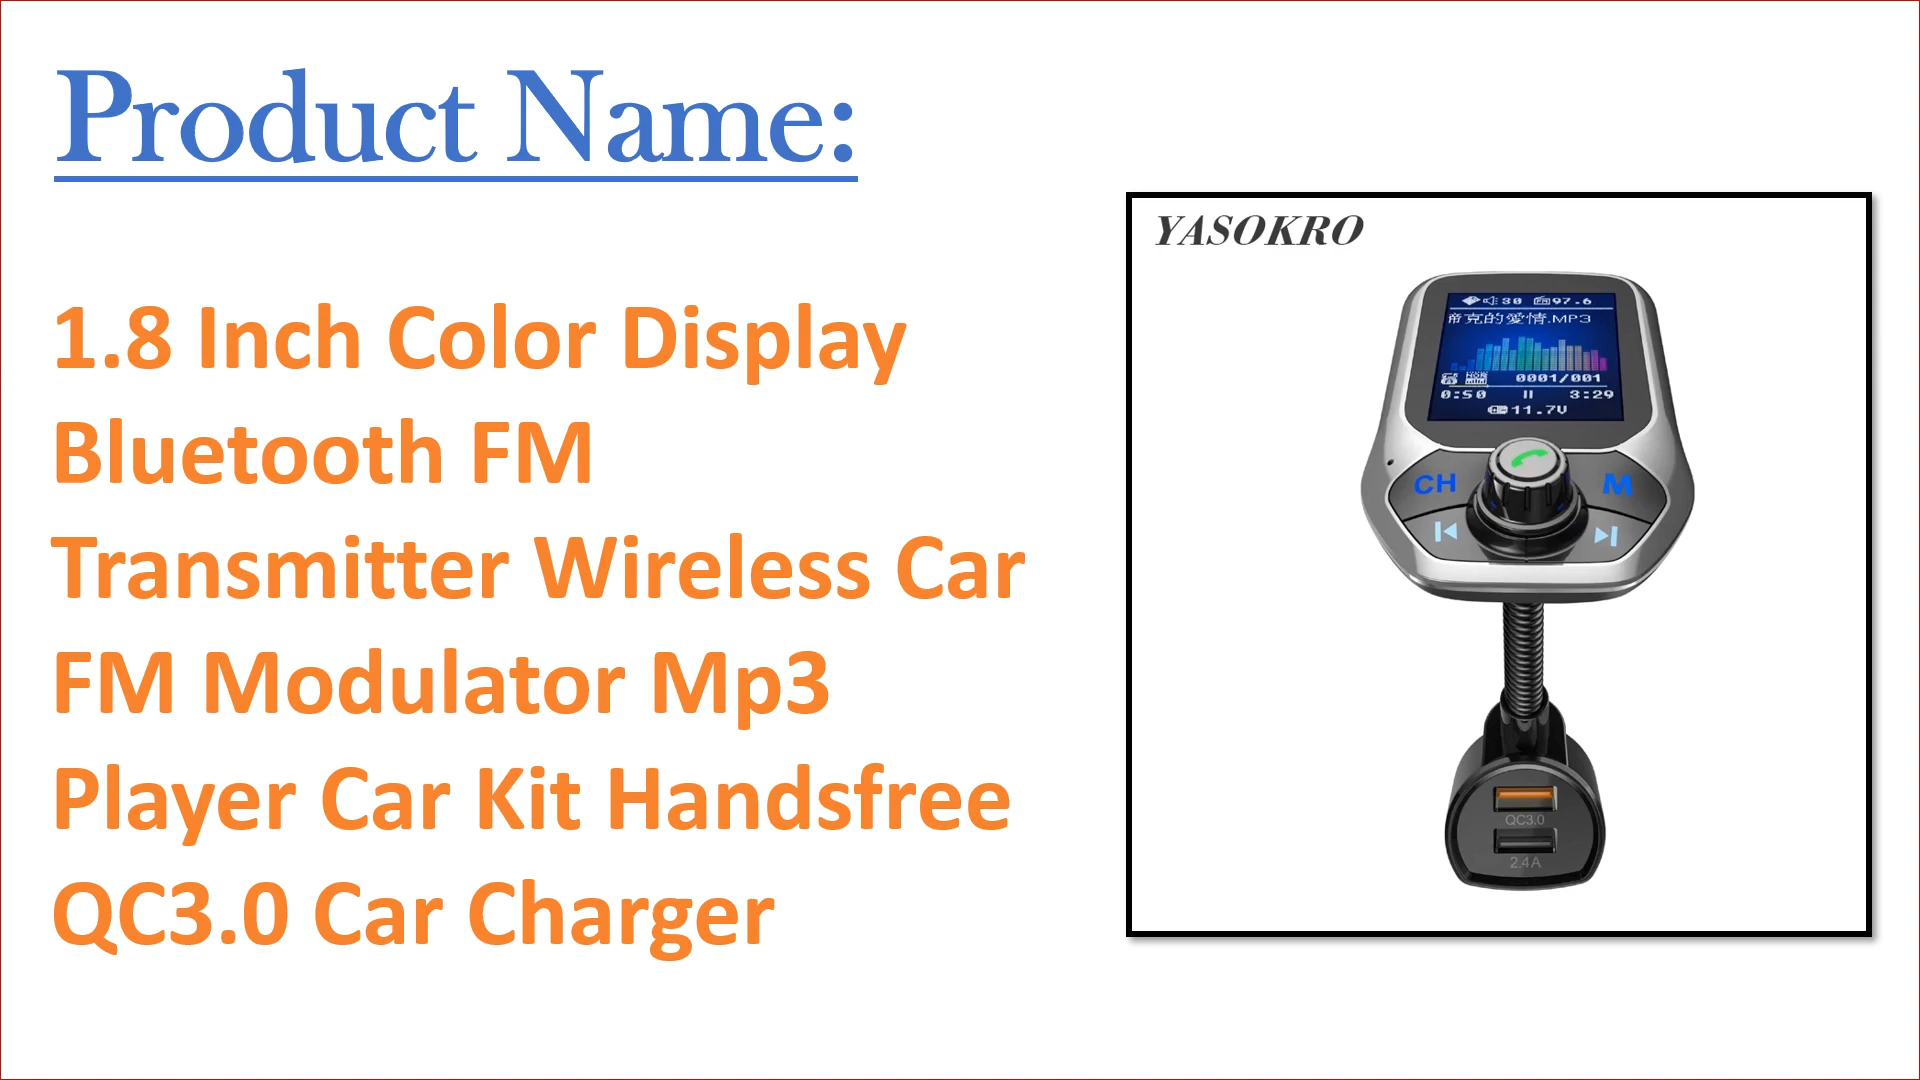 Product Name:
1.8 Inch Color Display
Bluetooth FM
Transmitter Wireless Car
FM Modulator Mp3
Player Car Kit Handsfree
QC3.0 Car Charger
YASOKRO
30 97.6
帝克的愛情.MP3
0001/001
0:50 3:29
11.7V
CH M
QC3.0
2.4A